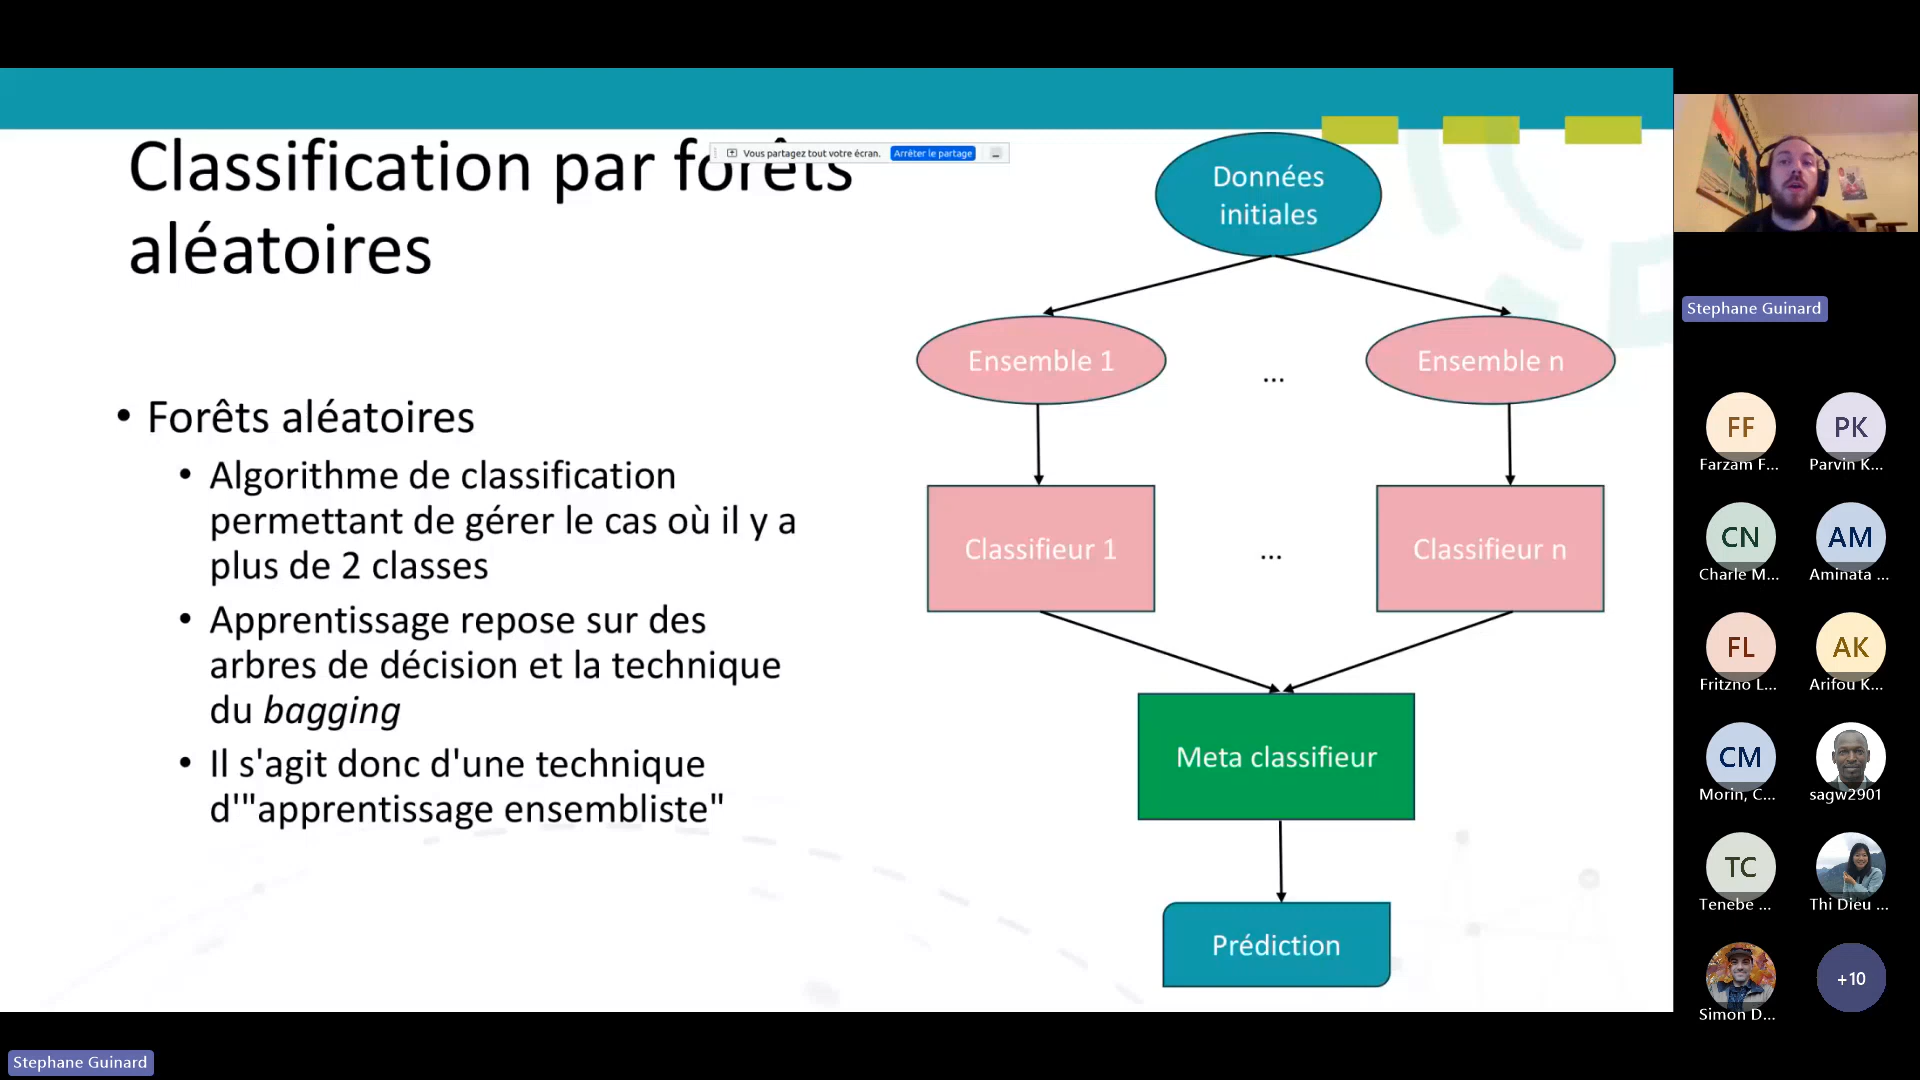 Classification par forêts
aléatoires
Vous partagez tout votre écran. Arrêter le partage
• Forêts aléatoires
• Algorithme de classification
permettant de gérer le cas où il y a
plus de 2 classes
• Apprentissage repose sur des
arbres de décision et la technique
du bagging
• Il s'agit donc d'une technique
d'"apprentissage ensembliste"
Données
initiales
Ensemble 1
...
Ensemble n
Classifieur 1
...
Classifieur n
Meta classifieur
Prédiction
Stephane Guinard
FF
Farzam F...
PK
Parvin K...
CN
Charle M...
AM
Aminata ...
FL
Fritzno L...
AK
Arifou K...
CM
Morin, C...
sagw2901
TC
Tenebe ...
Thi Dieu ...
Simon D...
+10
Stephane Guinard